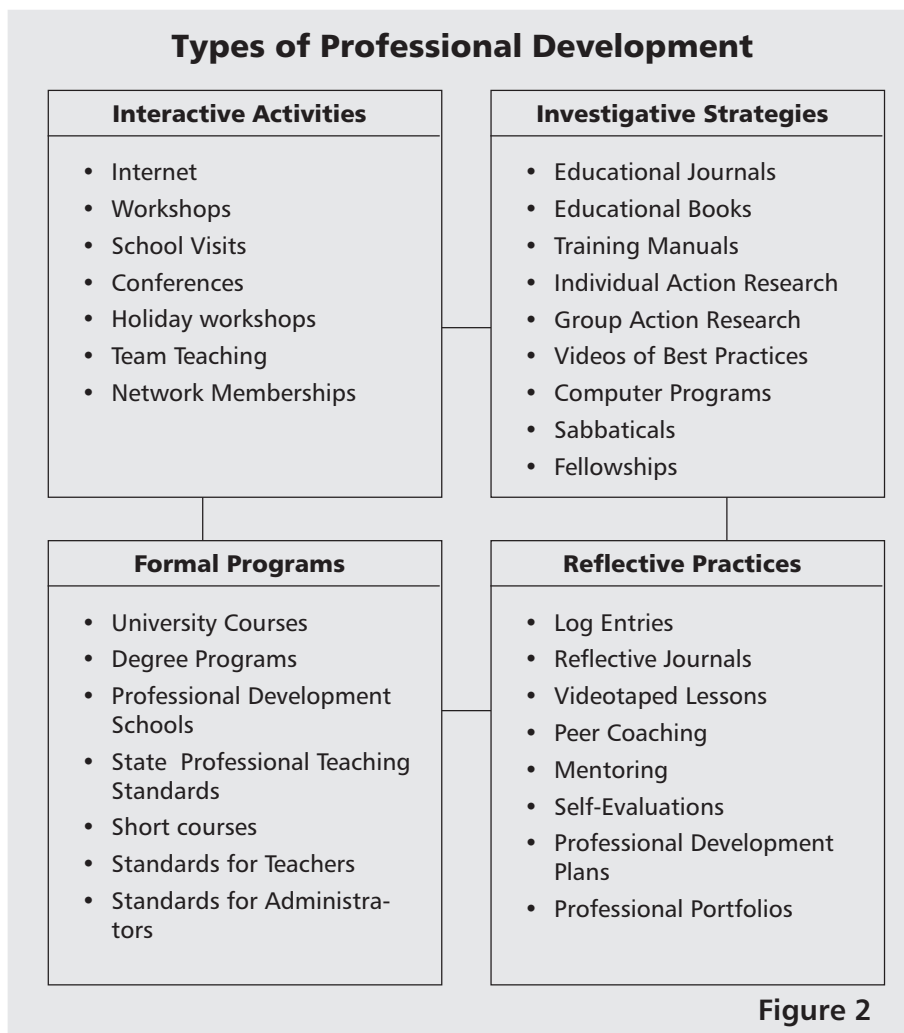 Types of Professional Development
Interactive Activities
• Internet
• Workshops
• School Visits
• Conferences
• Holiday workshops
• Team Teaching
• Network Memberships
Investigative Strategies
• Educational Journals
• Educational Books
• Training Manuals
• Individual Action Research
• Group Action Research
• Videos of Best Practices
• Computer Programs
• Sabbaticals
• Fellowships
Formal Programs
• University Courses
• Degree Programs
• Professional Development
Schools
• State Professional Teaching
Standards
• Short courses
• Standards for Teachers
• Standards for Administra-
tors
Reflective Practices
• Log Entries
• Reflective Journals
• Videotaped Lessons
• Peer Coaching
• Mentoring
• Self-Evaluations
• Professional Development
Plans
• Professional Portfolios
Figure 2